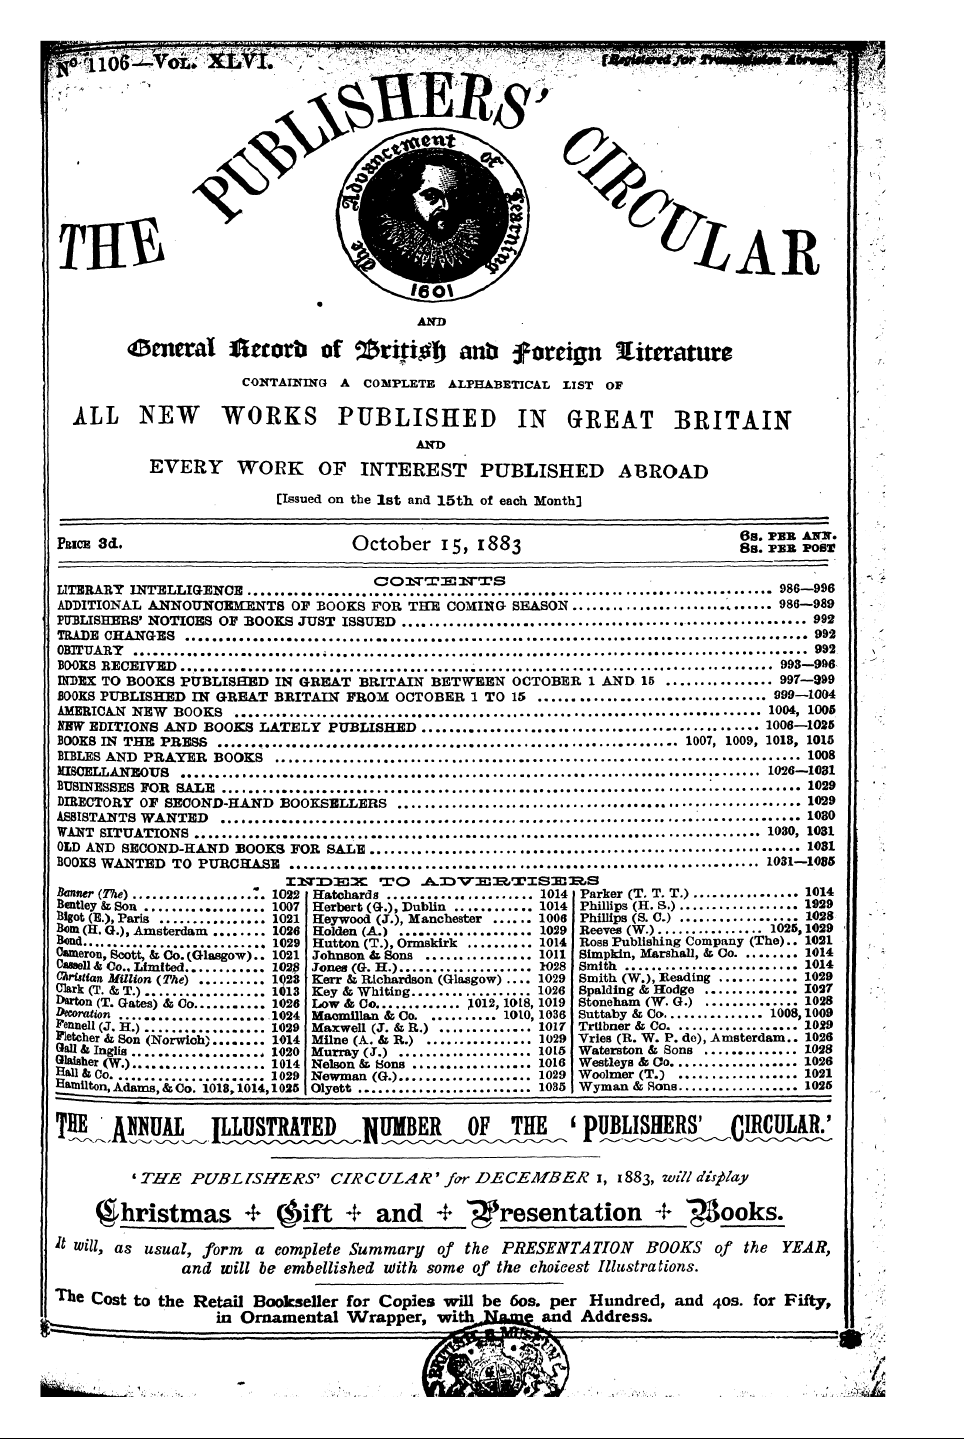 No 1106—VOL. XLVI.
[Registered for Transmission Abroad.
THE PUBLISHERS' CIRCULAR
The Advancement of Learning
1601
AND
General Record of British and Foreign Literature
CONTAINING A COMPLETE ALPHABETICAL LIST OF
ALL NEW WORKS PUBLISHED IN GREAT BRITAIN
AND
EVERY WORK OF INTEREST PUBLISHED ABROAD
[Issued on the 1st and 15th of each Month]
PRICE 3d.
October 15, 1883
6s. PER ANN.
8s. PER POST
CONTENTS
LITERARY INTELLIGENCE 986—996
ADDITIONAL ANNOUNCEMENTS OF BOOKS FOR THE COMING SEASON 986—989
PUBLISHERS' NOTICES OF BOOKS JUST ISSUED 992
TRADE CHANGES 992
OBITUARY 992
BOOKS RECEIVED 993—996
INDEX TO BOOKS PUBLISHED IN GREAT BRITAIN BETWEEN OCTOBER 1 AND 15 997—999
BOOKS PUBLISHED IN GREAT BRITAIN FROM OCTOBER 1 TO 15 999—1004
AMERICAN NEW BOOKS 1004, 1005
NEW EDITIONS AND BOOKS LATELY PUBLISHED 1006—1025
BOOKS IN THE PRESS 1007, 1009, 1013, 1015
BIBLES AND PRAYER BOOKS 1008
MISCELLANEOUS 1026—1031
BUSINESSES FOR SALE 1029
DIRECTORY OF SECOND-HAND BOOKSELLERS 1029
ASSISTANTS WANTED 1030
WANT SITUATIONS 1030, 1031
OLD AND SECOND-HAND BOOKS FOR SALE 1031
BOOKS WANTED TO PURCHASE 1031—1035
INDEX TO ADVERTISERS
Banner (The) 1022
Bentley & Son 1007
Bigot (E.), Paris 1021
Bom (H. G.), Amsterdam 1026
Bond 1029
Cameron, Scott, & Co. (Glasgow) 1021
Cassell & Co., Limited 1028
Christian Million (The) 1023
Clark (T. & T.) 1013
Darton (T. Gates) & Co. 1026
Decoration 1024
Fennell (J. H.) 1029
Fletcher & Son (Norwich) 1014
Gall & Inglis 1020
Glaisher (W.) 1014
Hall & Co. 1029
Hamilton, Adams, & Co. 1013, 1014, 1025
Hatchards 1014
Herbert (G.), Dublin 1014
Heywood (J.), Manchester 1006
Holden (A.) 1029
Hutton (T.), Ormskirk 1014
Johnson & Sons 1011
Jones (G. H.) 1028
Kerr & Richardson (Glasgow) 1029
Key & Whiting 1026
Low & Co. 1012, 1018, 1019
Macmillan & Co. 1010, 1036
Maxwell (J. & R.) 1017
Milne (A. & R.) 1029
Murray (J.) 1015
Nelson & Sons 1016
Newman (G.) 1029
Olyett 1035
Parker (T. T. T.) 1014
Phillips (H. S.) 1929
Phillips (S. C.) 1028
Reeves (W.) 1025, 1029
Ross Publishing Company (The) 1021
Simpkin, Marshall, & Co. 1014
Smith 1014
Smith (W.), Reading 1029
Spalding & Hodge 1027
Stoneham (W. G.) 1028
Suttaby & Co. 1008, 1009
Trübner & Co. 1029
Vries (R. W. P. de), Amsterdam 1026
Waterston & Sons 1028
Westleys & Co. 1026
Woolmer (T.) 1021
Wyman & Sons 1025
THE ANNUAL ILLUSTRATED NUMBER OF THE 'PUBLISHERS' CIRCULAR.'
'THE PUBLISHERS' CIRCULAR' for DECEMBER 1, 1883, will display
Christmas + Gift + and + Presentation + Books.
It will, as usual, form a complete Summary of the PRESENTATION BOOKS of the YEAR,
and will be embellished with some of the choicest Illustrations.
The Cost to the Retail Bookseller for Copies will be 60s. per Hundred, and 40s. for Fifty,
in Ornamental Wrapper, with Name and Address.
BRITISH MUSEUM